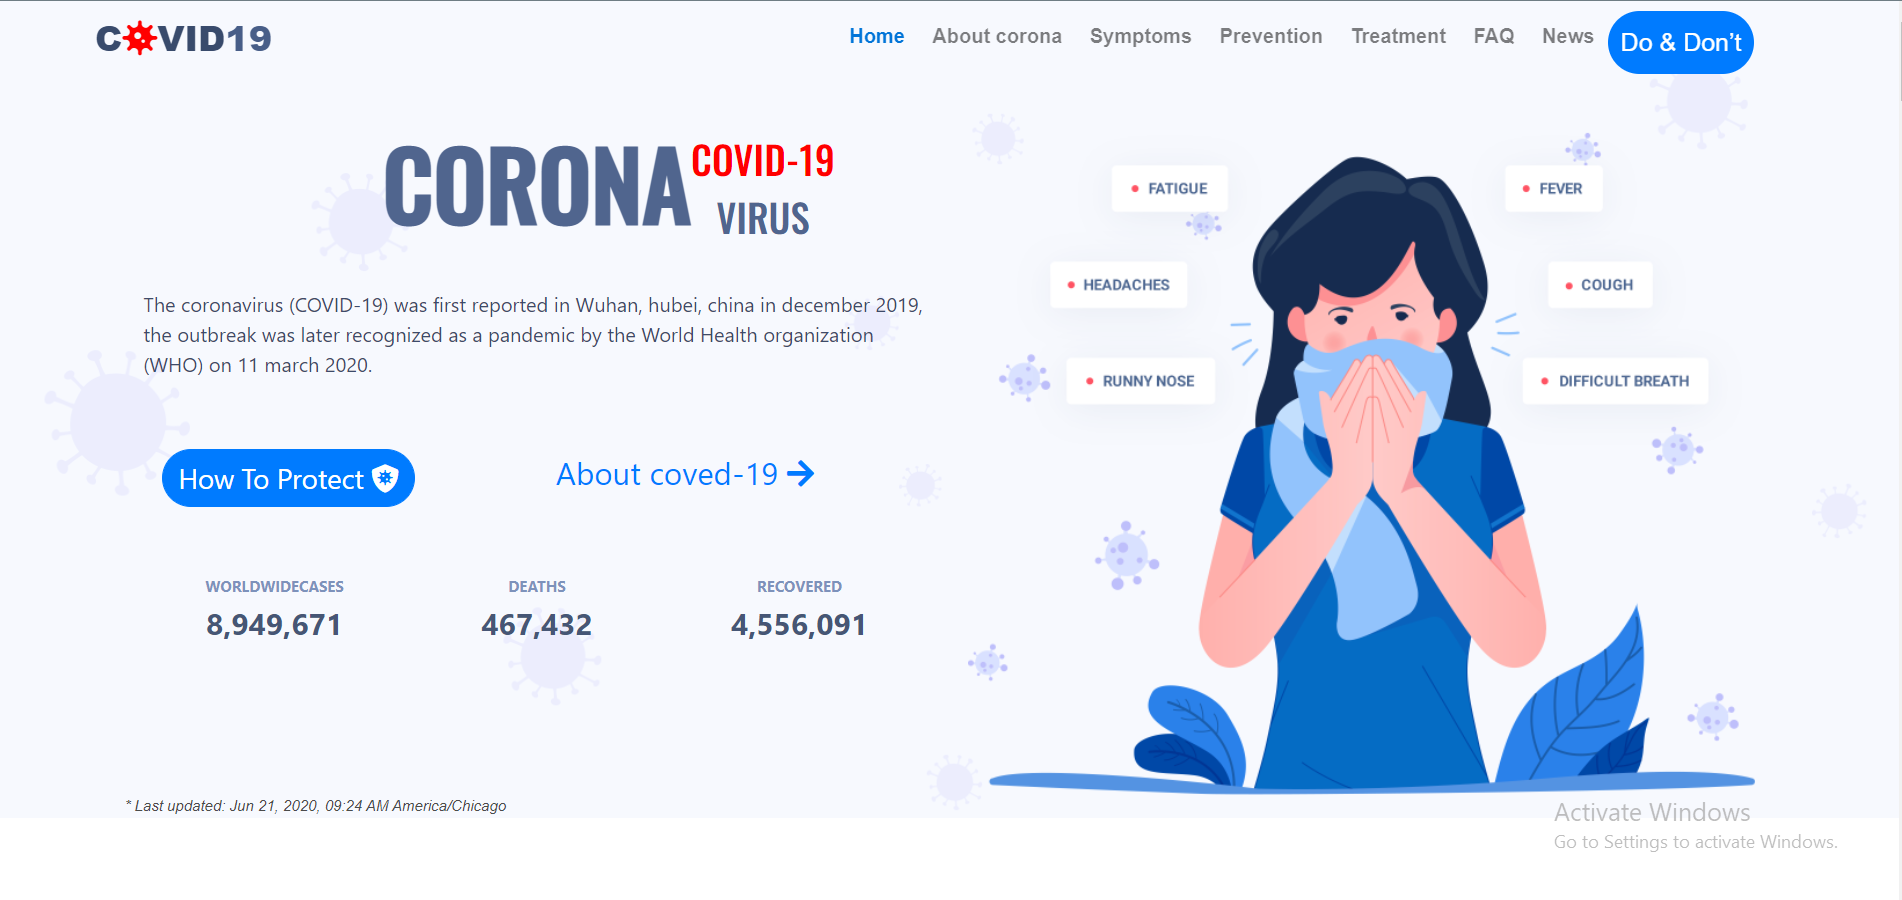 COVID19
Home About corona Symptoms Prevention Treatment FAQ News Do & Don't
CORONA COVID-19
VIRUS
The coronavirus (COVID-19) was first reported in Wuhan, hubei, china in december 2019,
the outbreak was later recognized as a pandemic by the World Health organization
(WHO) on 11 march 2020.
How To Protect
About coved-19
WORLDWIDECASES
8,949,671
DEATHS
467,432
RECOVERED
4,556,091
* Last updated: Jun 21, 2020, 09:24 AM America/Chicago
FATIGUE
HEADACHES
RUNNY NOSE
FEVER
COUGH
DIFFICULT BREATH
Activate Windows
Go to Settings to activate Windows.